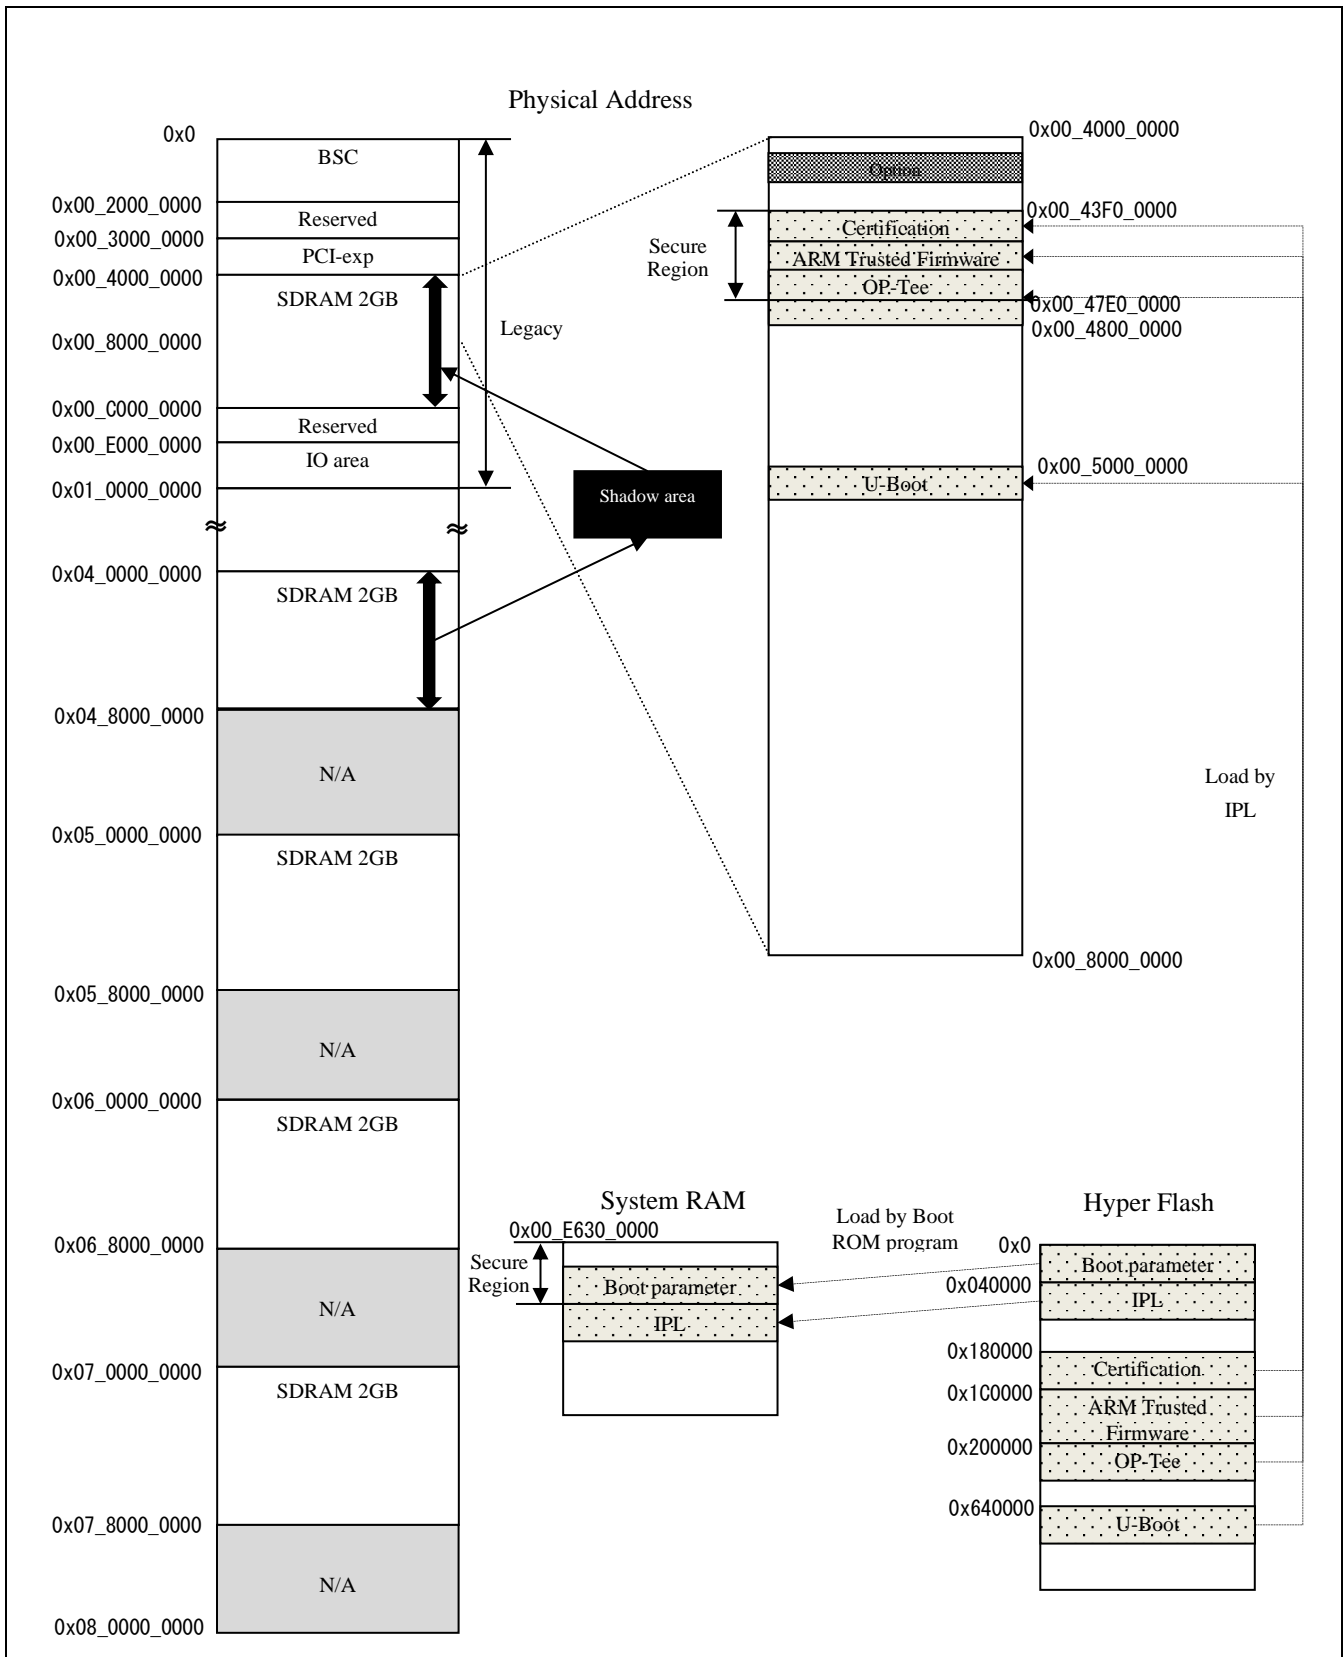 Physical Address
0x0
BSC
0x00_2000_0000
Reserved
0x00_3000_0000
PCI-exp
0x00_4000_0000
SDRAM 2GB
0x00_8000_0000
0x00_C000_0000
Reserved
0x00_E000_0000
IO area
0x01_0000_0000
Legacy
Shadow area
0x04_0000_0000
SDRAM 2GB
0x04_8000_0000
N/A
0x05_0000_0000
SDRAM 2GB
0x05_8000_0000
N/A
0x06_0000_0000
SDRAM 2GB
0x06_8000_0000
N/A
0x07_0000_0000
SDRAM 2GB
0x07_8000_0000
N/A
0x08_0000_0000
0x00_4000_0000
Option
0x00_43F0_0000
Secure
Region
Certification
ARM Trusted Firmware
OP-Tee
0x00_47E0_0000
0x00_4800_0000
0x00_5000_0000
U-Boot
0x00_8000_0000
Load by
IPL
System RAM
0x00_E630_0000
Secure
Region
Boot parameter
IPL
Load by Boot
ROM program
Hyper Flash
0x0
Boot parameter
0x040000
IPL
0x180000
Certification
0x1C0000
ARM Trusted
Firmware
0x200000
OP-Tee
0x640000
U-Boot